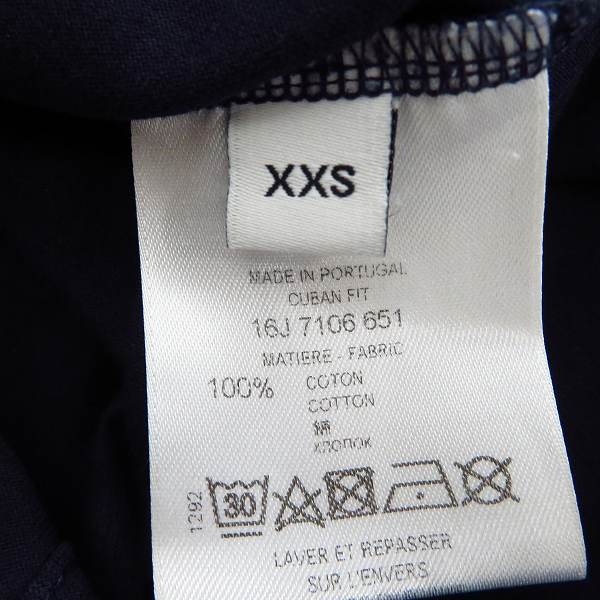 XXS
MADE IN PORTUGAL
CUBAN FIT
16J 7106 651
MATIERE - FABRIC
100% COTON
COTTON
綿
ХЛОПОК
1292
30
LAVER ET REPASSER
SUR L'ENVERS